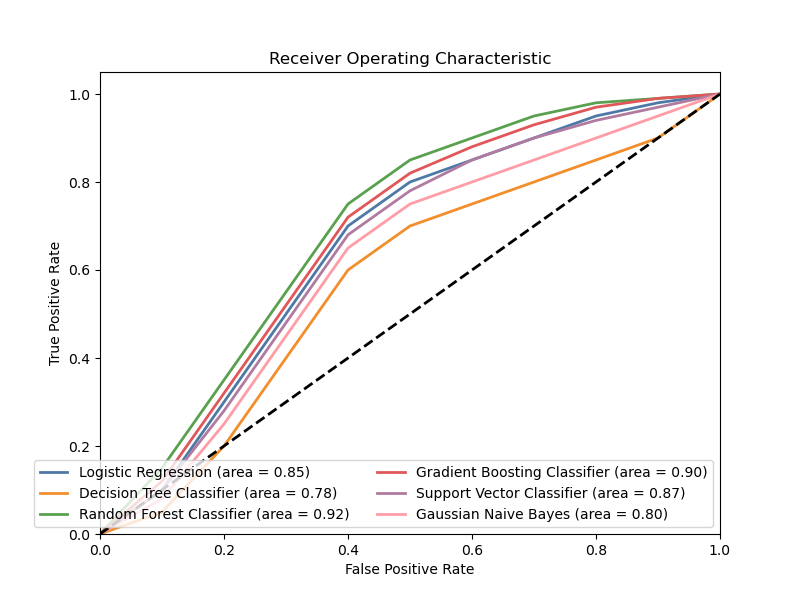 Receiver Operating Characteristic
True Positive Rate
1.0
0.8
0.6
0.4
0.2
0.0
Logistic Regression (area = 0.85)
Decision Tree Classifier (area = 0.78)
Random Forest Classifier (area = 0.92)
Gradient Boosting Classifier (area = 0.90)
Support Vector Classifier (area = 0.87)
Gaussian Naive Bayes (area = 0.80)
0.0 0.2 0.4 0.6 0.8 1.0
False Positive Rate